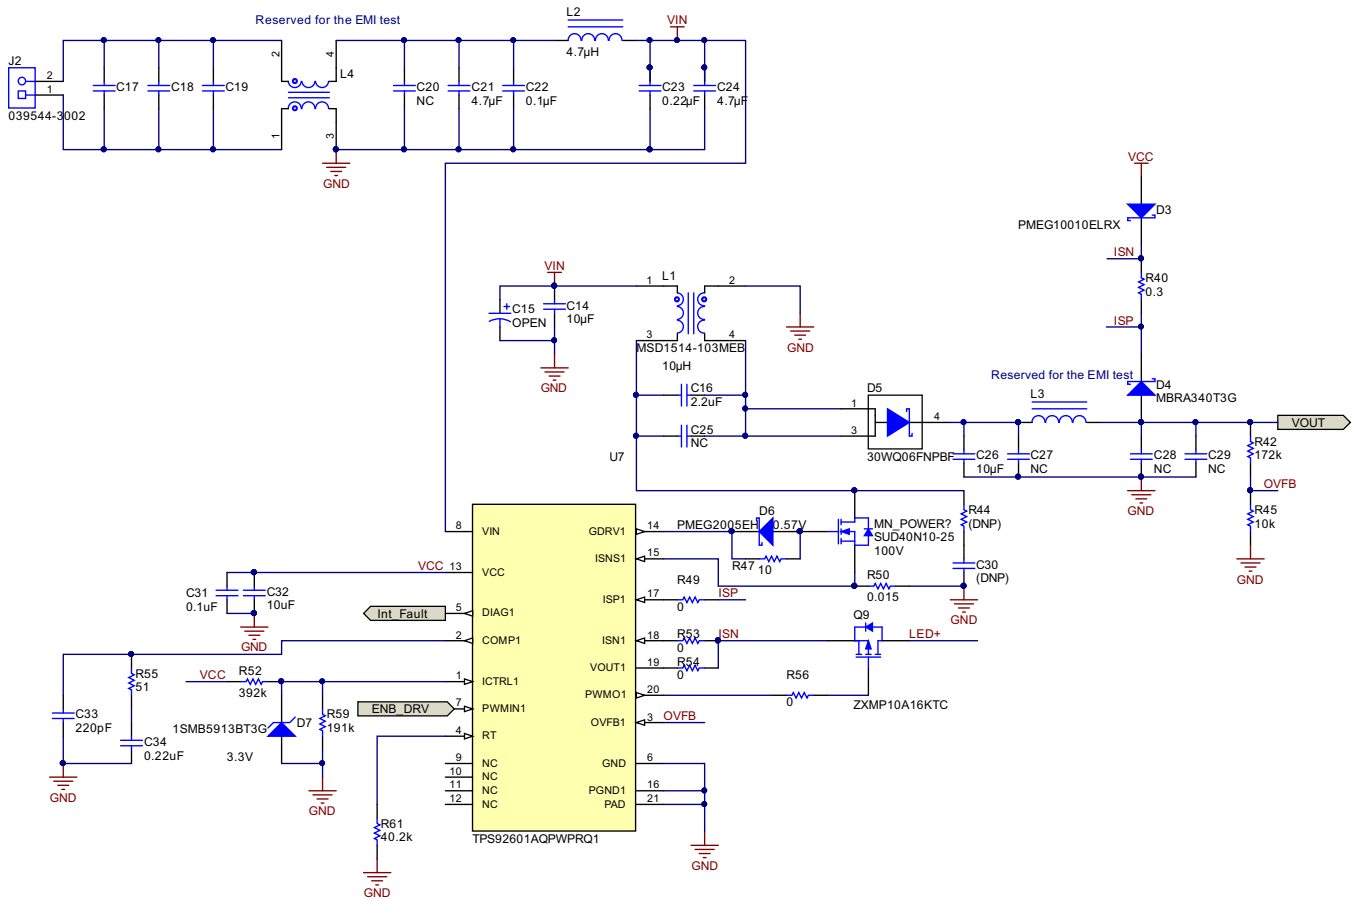 Reserved for the EMI test
J2
2
1
039544-3002
C17
C18
C19
2
1
4
3
L4
GND
C20
NC
C21
4.7µF
C22
0.1µF
L2
4.7µH
VIN
C23
0.22µF
C24
4.7µF
VCC
D3
PMEG10010ELRX
ISN
R40
0.3
ISP
Reserved for the EMI test
D4
MBRA340T3G
VIN
C15
OPEN
C14
10µF
GND
L1
1
2
3
4
MSD1514-103MEB
10µH
GND
C16
2.2uF
C25
NC
D5
1
3
4
30WQ06FNPBF
L3
C26
10µF
C27
NC
C28
NC
C29
NC
GND
VOUT
R42
172k
OVFB
R45
10k
GND
U7
8
VIN
13
VCC
5
DIAG1
2
COMP1
1
ICTRL1
7
PWMIN1
4
RT
9
NC
10
NC
11
NC
12
NC
GDRV1
14
ISNS1
15
ISP1
17
ISN1
18
VOUT1
19
PWMO1
20
OVFB1
3
GND
6
PGND1
16
PAD
21
TPS92601AQPWPRQ1
D6
PMEG2005EH
0.57V
R47
10
MN_POWER?
SUD40N10-25
100V
R44
(DNP)
C30
(DNP)
GND
R50
0.015
R49
0
ISP
R53
0
ISN
R54
0
Q9
LED+
ZXMP10A16KTC
R56
0
OVFB
GND
VCC
C31
0.1uF
C32
10uF
GND
Int_Fault
R55
51
C33
220pF
C34
0.22uF
GND
VCC
R52
392k
1SMB5913BT3G
D7
3.3V
R59
191k
GND
ENB_DRV
R61
40.2k
GND